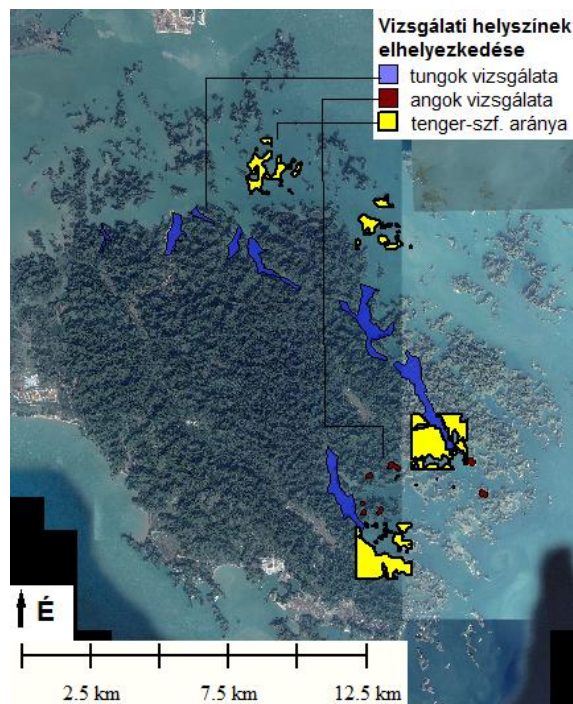 Vizsgálati helyszínek
elhelyezkedése
tungok vizsgálata
angok vizsgálata
tenger-szf. aránya
É
2.5 km
7.5 km
12.5 km